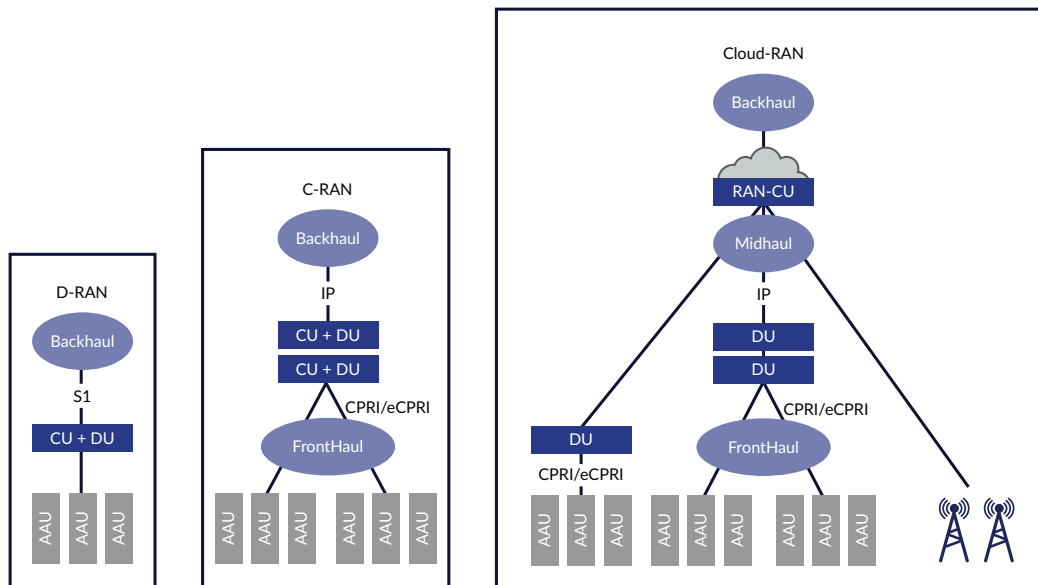 D-RAN
Backhaul
S1
CU + DU
AAU
AAU
AAU
C-RAN
Backhaul
IP
CU + DU
CU + DU
CPRI/eCPRI
FrontHaul
AAU
AAU
AAU
AAU
AAU
AAU
Cloud-RAN
Backhaul
RAN-CU
Midhaul
IP
DU
DU
CPRI/eCPRI
DU
FrontHaul
CPRI/eCPRI
AAU
AAU
AAU
AAU
AAU
AAU
AAU
AAU
AAU